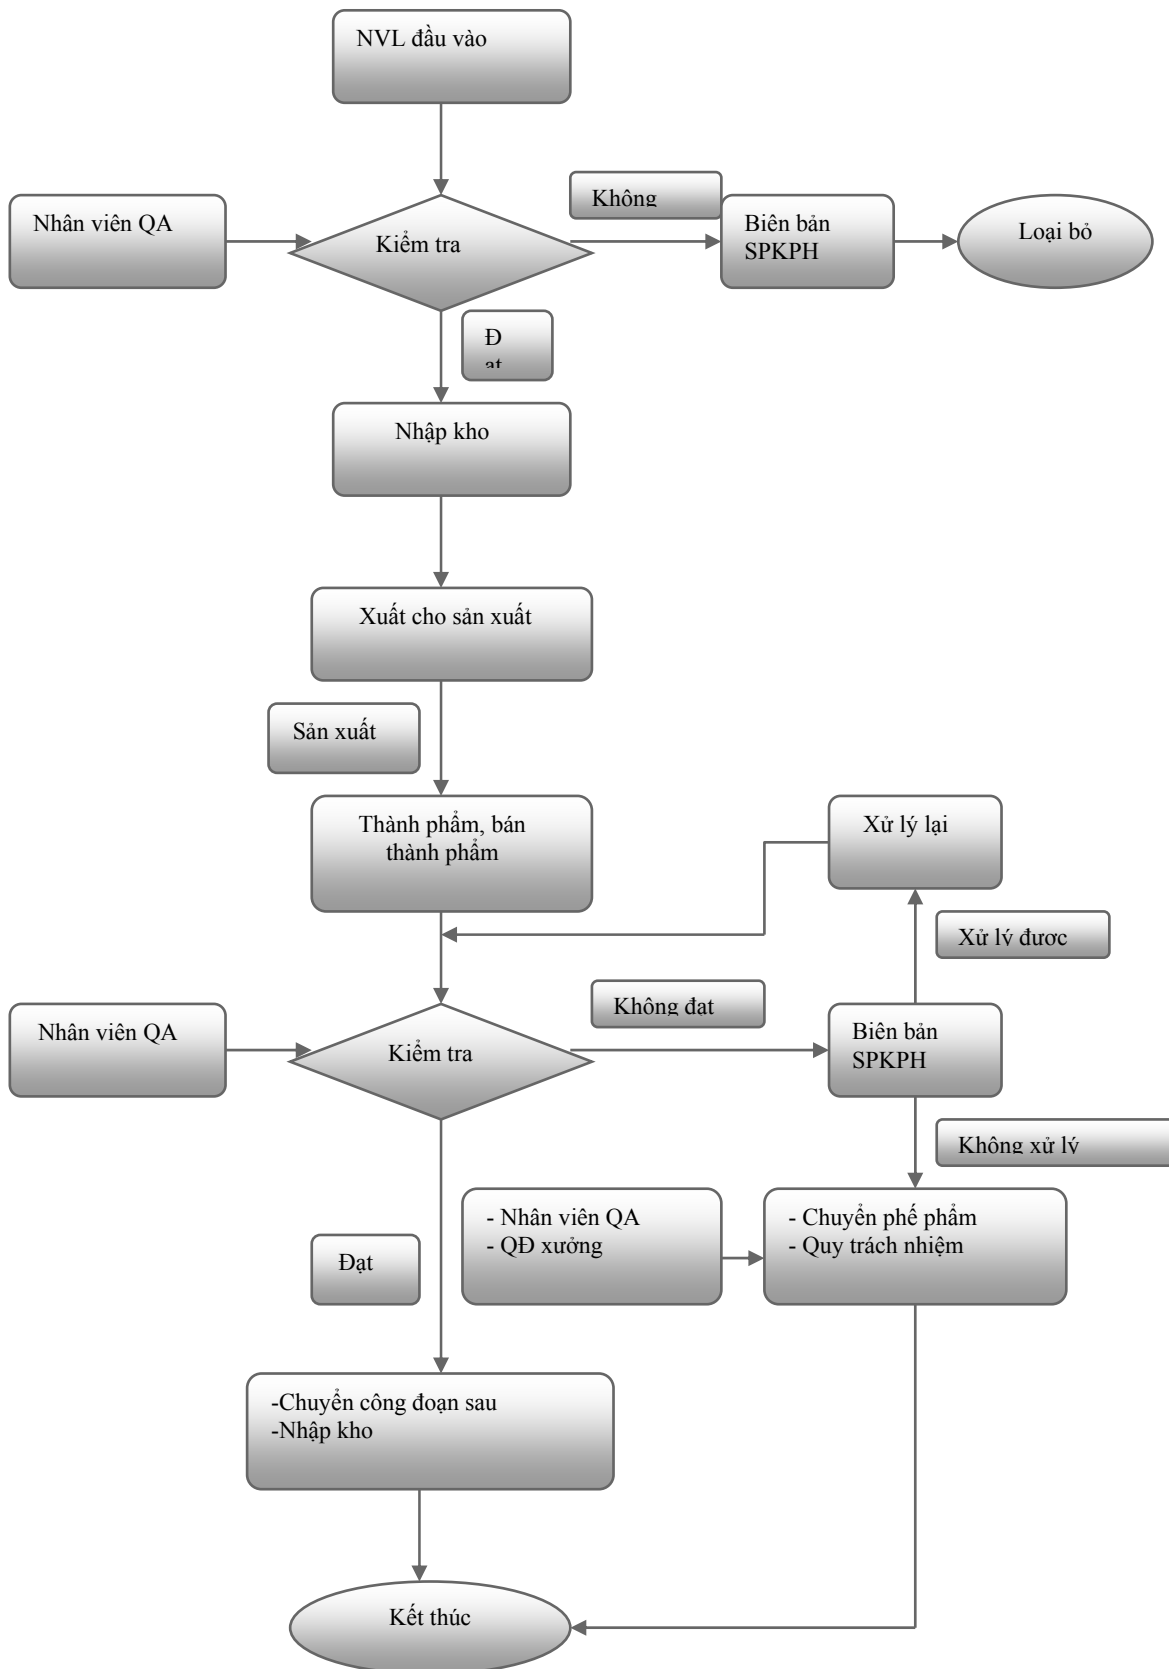 NVL đầu vào
Không
Nhân viên QA
Kiểm tra
Biên bản
SPKPH
Loại bỏ
Đ
ạt
Nhập kho
Xuất cho sản xuất
Sản xuất
Thành phẩm, bán
thành phẩm
Xử lý lại
Xử lý được
Không đạt
Nhân viên QA
Kiểm tra
Biên bản
SPKPH
Không xử lý
- Nhân viên QA
- QĐ xưởng
- Chuyển phế phẩm
- Quy trách nhiệm
Đạt
-Chuyển công đoạn sau
-Nhập kho
Kết thúc